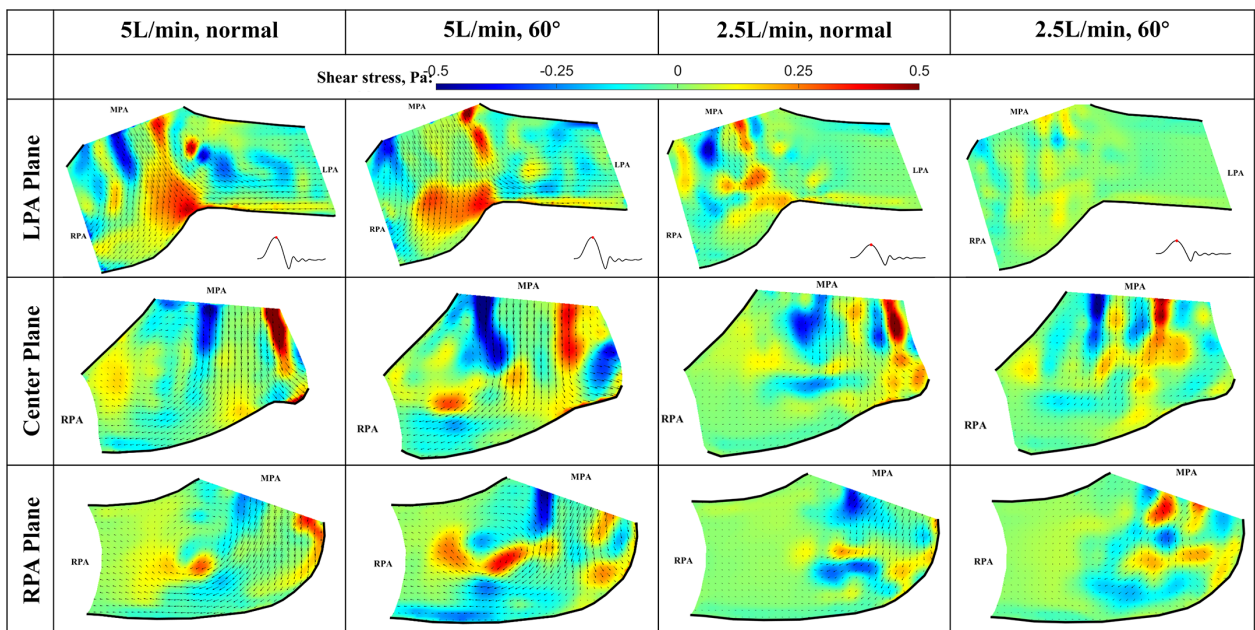 5L/min, normal
5L/min, 60°
2.5L/min, normal
2.5L/min, 60°
Shear stress, Pa:
-0.5
-0.25
0
0.25
0.5
LPA Plane
MPA
LPA
RPA
MPA
LPA
RPA
MPA
LPA
RPA
MPA
LPA
RPA
Center Plane
MPA
RPA
MPA
RPA
MPA
RPA
MPA
RPA
RPA Plane
MPA
RPA
MPA
RPA
MPA
RPA
MPA
RPA